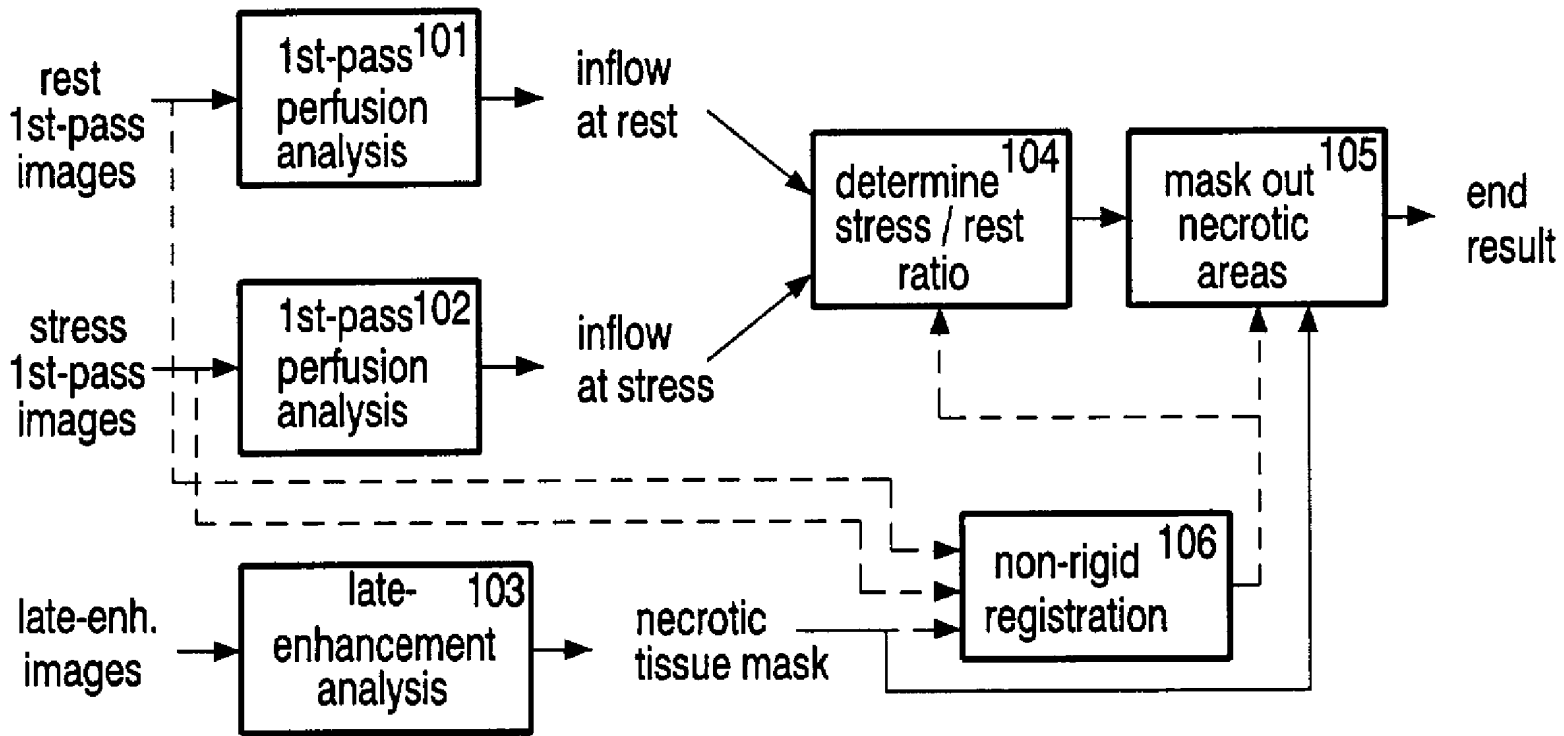 rest
1st-pass
images
1st-pass 101
perfusion
analysis
inflow
at rest
stress
1st-pass
images
1st-pass 102
perfusion
analysis
inflow
at stress
determine 104
stress / rest
ratio
mask out 105
necrotic
areas
end
result
late-enh.
images
late- 103
enhancement
analysis
necrotic
tissue mask
non-rigid 106
registration